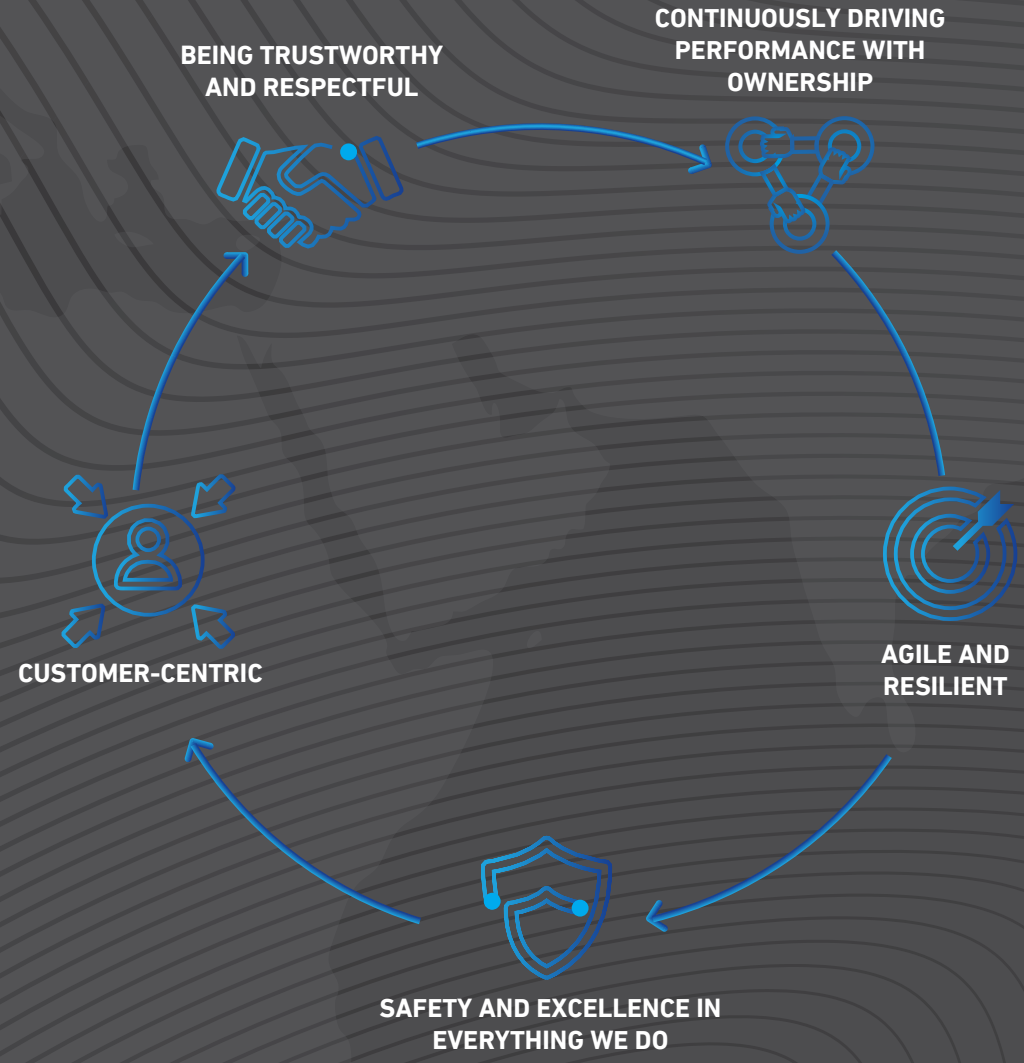 BEING TRUSTWORTHY
AND RESPECTFUL
CONTINUOUSLY DRIVING
PERFORMANCE WITH
OWNERSHIP
CUSTOMER-CENTRIC
AGILE AND
RESILIENT
SAFETY AND EXCELLENCE IN
EVERYTHING WE DO